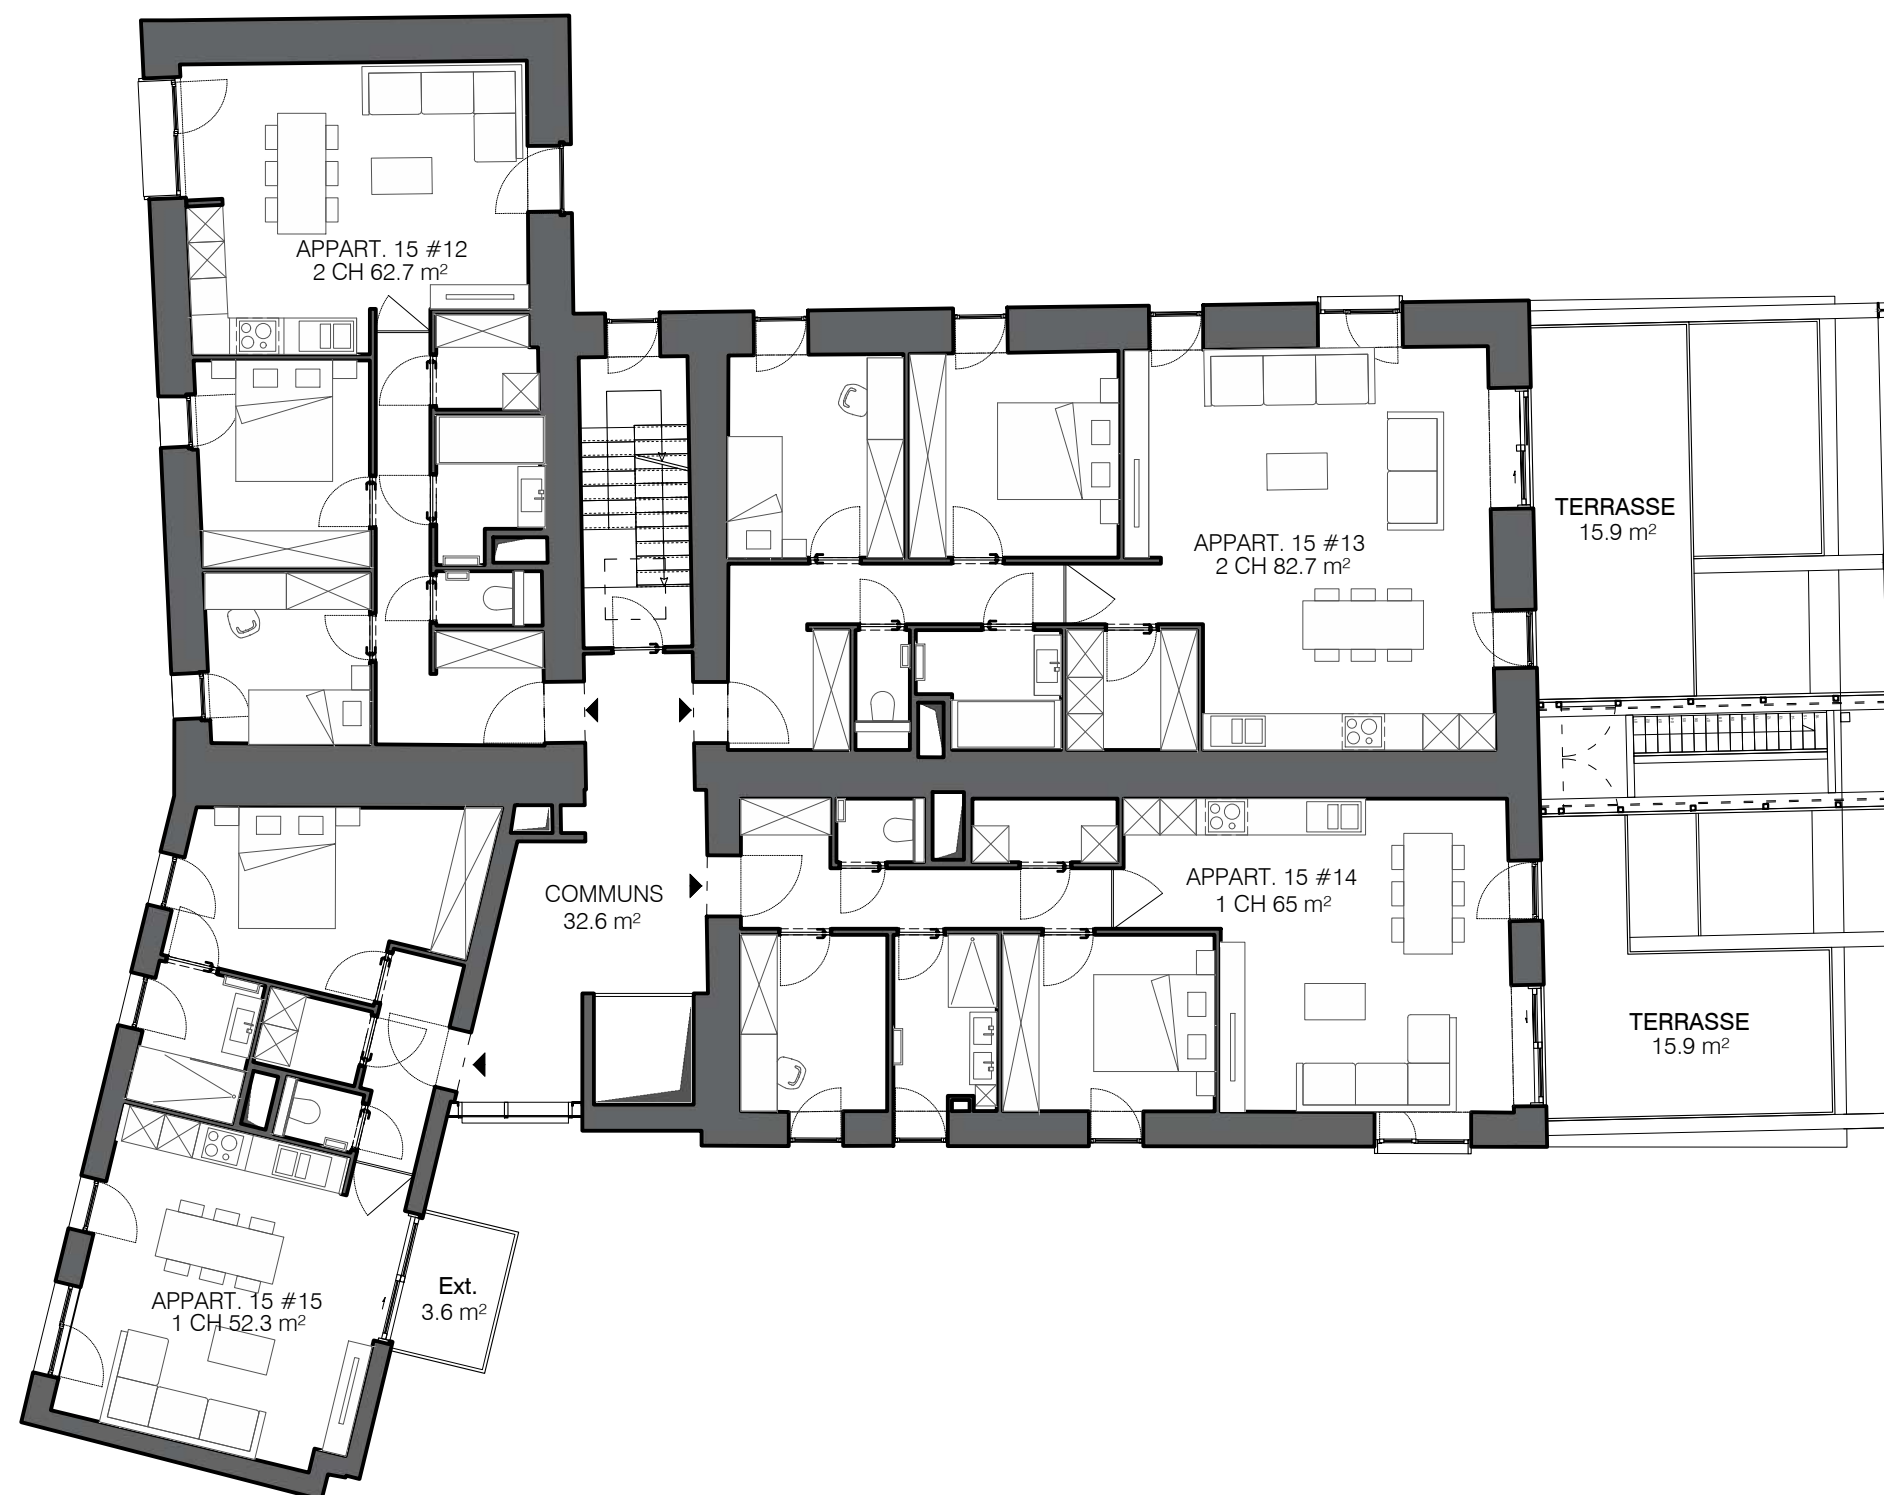 APPART. 15 #12
2 CH 62.7 m²
APPART. 15 #13
2 CH 82.7 m²
TERRASSE
15.9 m²
COMMUNS
32.6 m²
APPART. 15 #14
1 CH 65 m²
TERRASSE
15.9 m²
Ext.
3.6 m²
APPART. 15 #15
1 CH 52.3 m²